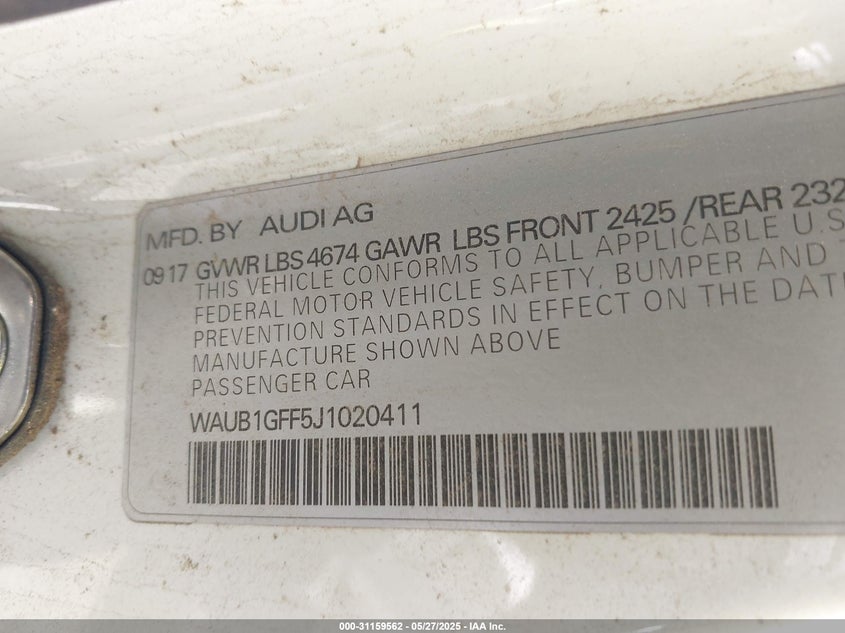 MFD. BY AUDI AG
09 17 GVWR LBS 4674 GAWR LBS FRONT 2425 /REAR 232
THIS VEHICLE CONFORMS TO ALL APPLICABLE U.S
FEDERAL MOTOR VEHICLE SAFETY, BUMPER AND
PREVENTION STANDARDS IN EFFECT ON THE DATE
MANUFACTURE SHOWN ABOVE
PASSENGER CAR
WAUB1GFF5J1020411
000-31159562 - 05/27/2025 - IAA Inc.